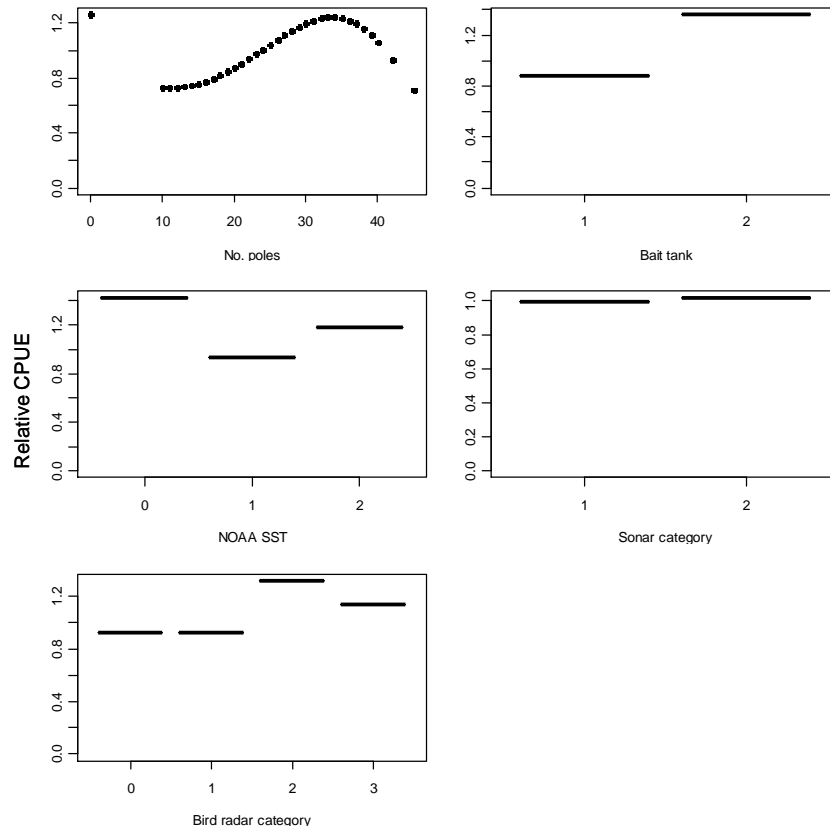 0.0 0.4 0.8 1.2
0 10 20 30 40
No. poles
0.0 0.4 0.8 1.2
1 2
Bait tank
Relative CPUE
0.0 0.4 0.8 1.2
0 1 2
NOAA SST
0.0 0.2 0.4 0.6 0.8 1.0
1 2
Sonar category
0.0 0.4 0.8 1.2
0 1 2 3
Bird radar category